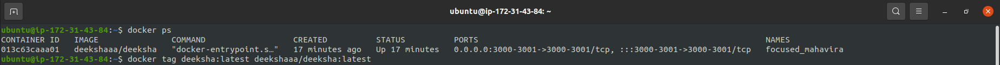 ubuntu@ip-172-31-43-84: ~
ubuntu@ip-172-31-43-84:~$ docker ps
CONTAINER ID   IMAGE              COMMAND                  CREATED          STATUS          PORTS                                                           NAMES
013c63caaa01   deekshaaa/deeksha   "docker-entrypoint.s…"   17 minutes ago   Up 17 minutes   0.0.0.0:3000-3001->3000-3001/tcp, :::3000-3001->3000-3001/tcp   focused_mahavira
ubuntu@ip-172-31-43-84:~$ docker tag deeksha:latest deekshaaa/deeksha:latest